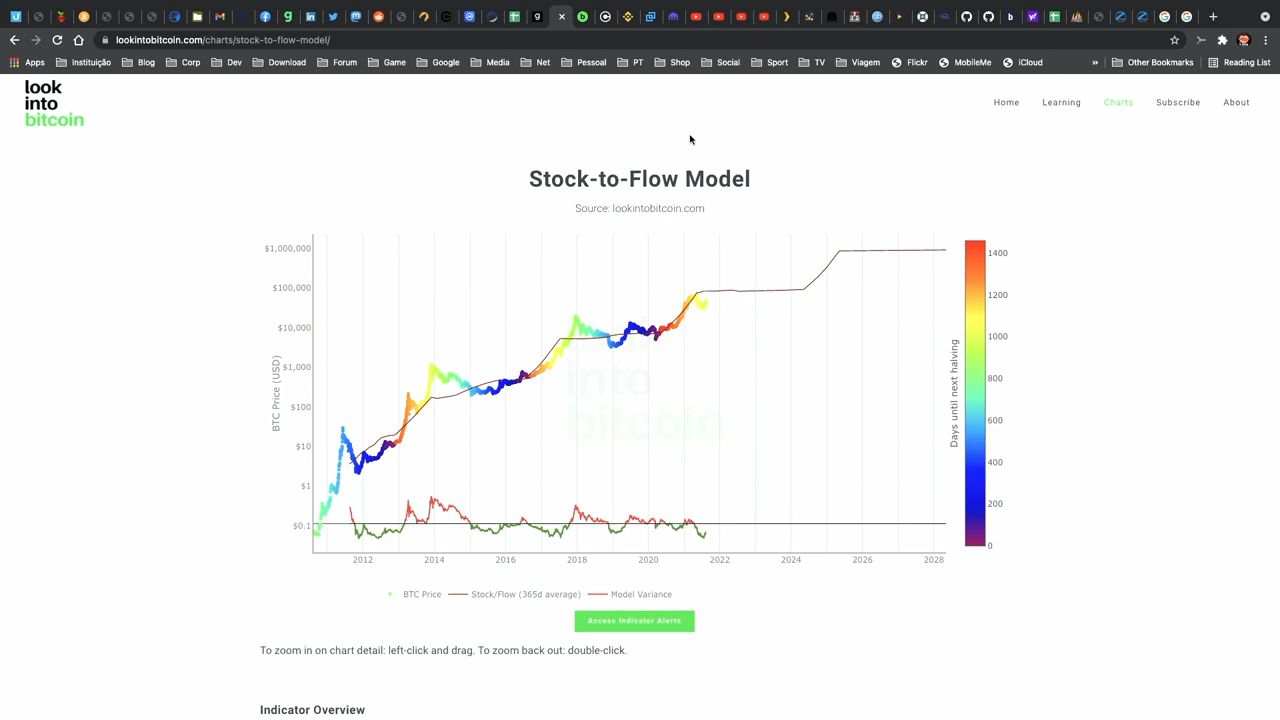 lookintobitcoin.com/charts/stock-to-flow-model/
Apps Instituição Blog Corp Dev Download Forum Game Google Media Net Pessoal PT Shop Social Sport TV Viagem Flickr MobileMe iCloud » Other Bookmarks Reading List
look
into
bitcoin
Home Learning Charts Subscribe About
Stock-to-Flow Model
Source: lookintobitcoin.com
$1,000,000
$100,000
$10,000
$1,000
$100
$10
$1
$0.1
BTC Price (USD)
into
bitcoin
2012 2014 2016 2018 2020 2022 2024 2026 2028
1400
1200
1000
800
600
400
200
0
Days until next halving
BTC Price Stock/Flow (365d average) Model Variance
Access Indicator Alerts
To zoom in on chart detail: left-click and drag. To zoom back out: double-click.
Indicator Overview